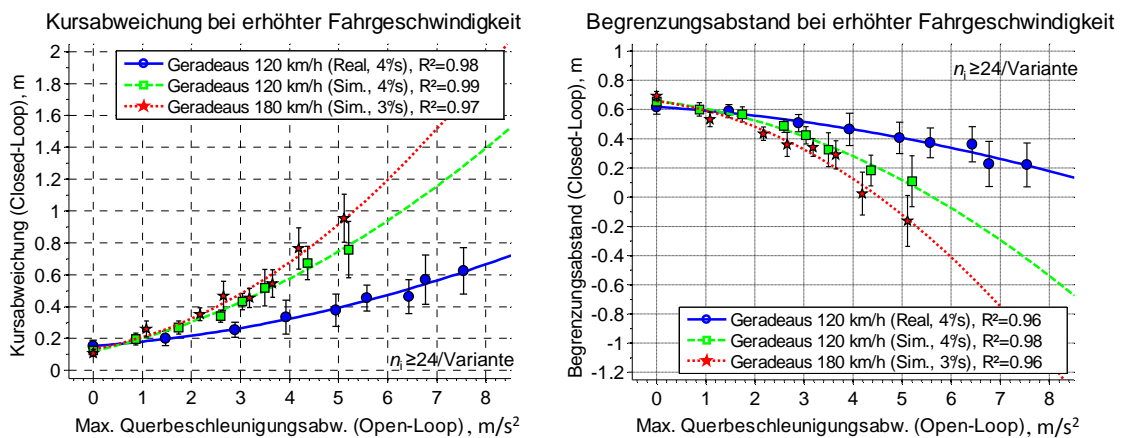 Kursabweichung bei erhöhter Fahrgeschwindigkeit
Kursabweichung (Closed-Loop), m
2
1.8
1.6
1.4
1.2
1
0.8
0.6
0.4
0.2
0
Geradeaus 120 km/h (Real, 4°/s), R²=0.98
Geradeaus 120 km/h (Sim., 4°/s), R²=0.99
Geradeaus 180 km/h (Sim., 3°/s), R²=0.97
nᵢ≥24/Variante
0 1 2 3 4 5 6 7 8
Max. Querbeschleunigungsabw. (Open-Loop), m/s²
Begrenzungsabstand bei erhöhter Fahrgeschwindigkeit
Begrenzungsabstand (Closed-Loop), m
1
0.8
0.6
0.4
0.2
0
-0.2
-0.4
-0.6
-0.8
-1
-1.2
nᵢ≥24/Variante
Geradeaus 120 km/h (Real, 4°/s), R²=0.96
Geradeaus 120 km/h (Sim., 4°/s), R²=0.98
Geradeaus 180 km/h (Sim., 3°/s), R²=0.96
0 1 2 3 4 5 6 7 8
Max. Querbeschleunigungsabw. (Open-Loop), m/s²